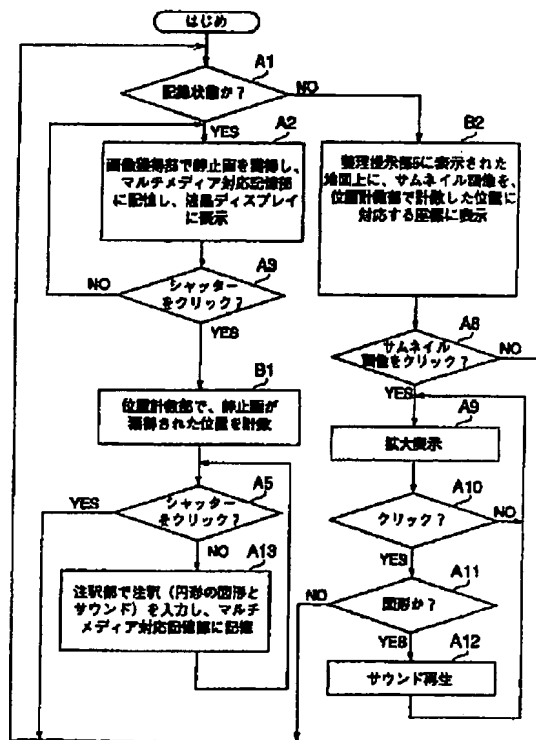 はじめ
A1
記録状態か？
NO
YES
A2
画像獲得部で静止画を獲得し、
マルチメディア対応記憶部
に記憶し、液晶ディスプレイ
に表示
B2
整理提示部5に表示された
地図上に、サムネイル画像を、
位置計数部で計数した位置に
対応する座標に表示
A3
シャッター
をクリック？
NO
YES
A8
サムネイル
画像をクリック？
NO
YES
B1
位置計数部で、静止画が
獲得された位置を計数
A9
拡大表示
A5
シャッター
をクリック？
YES
NO
A10
クリック？
NO
YES
A13
注釈部で注釈（円形の図形と
サウンド）を入力し、マルチ
メディア対応記憶部に記憶
A11
図形か？
NO
YES
A12
サウンド再生